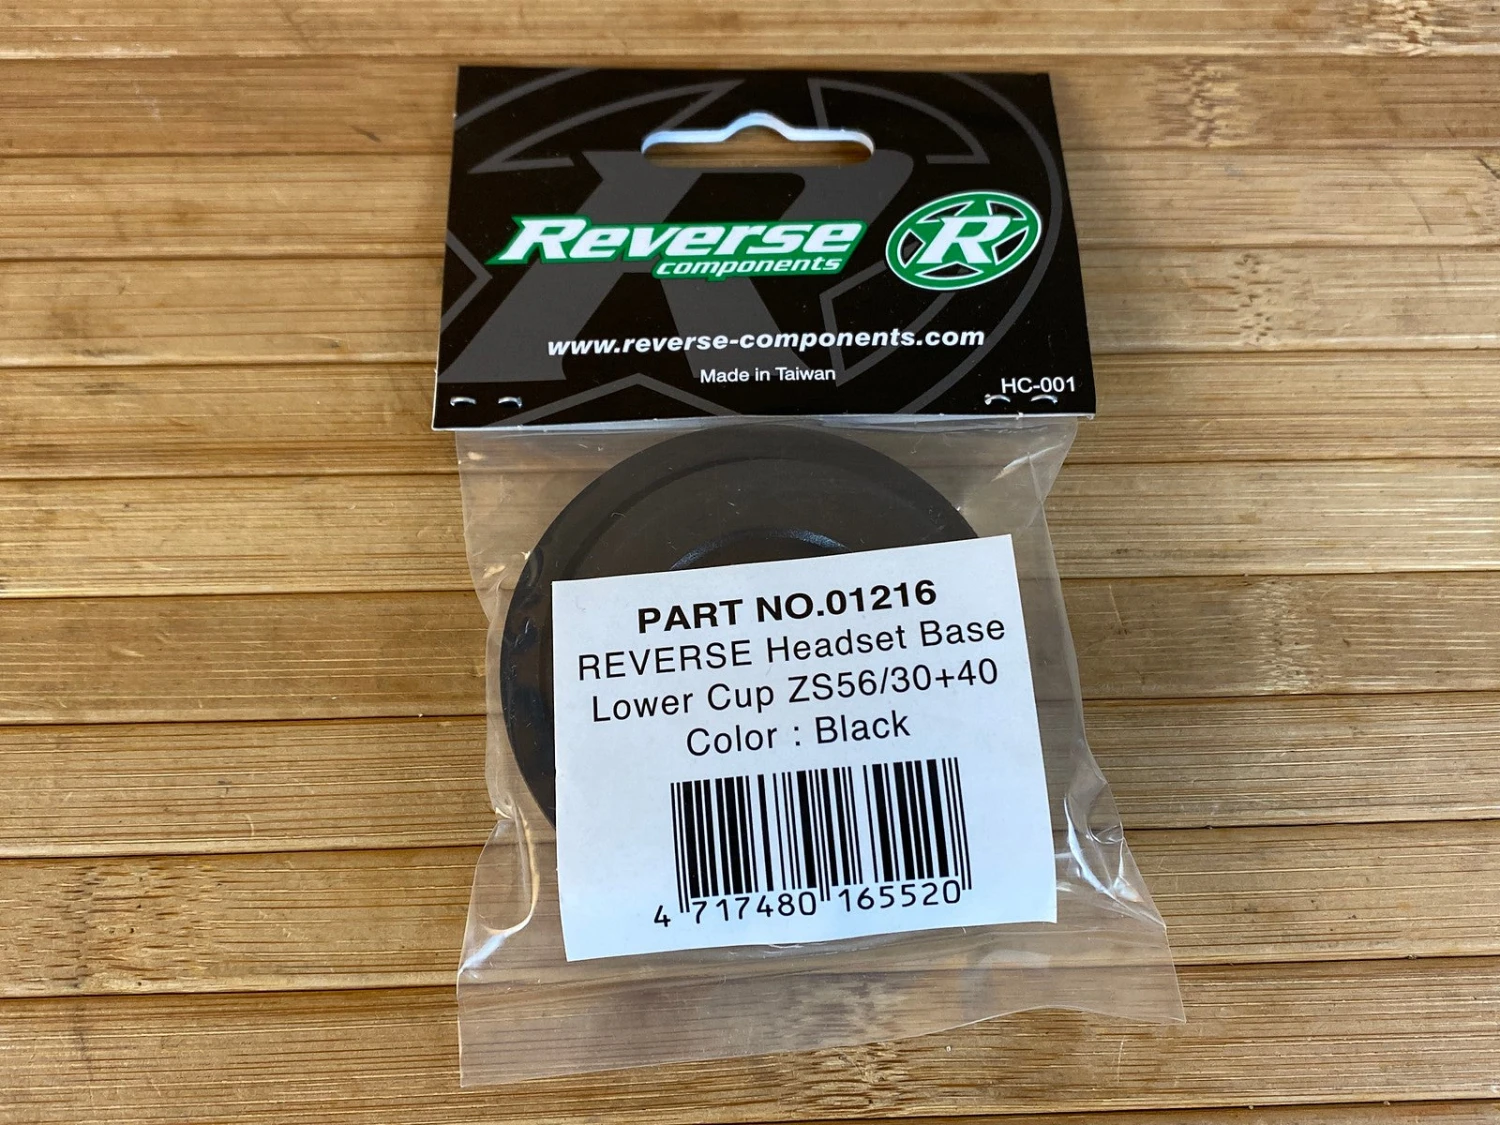 Reverse
components
R
www.reverse-components.com
Made in Taiwan
HC-001
PART NO.01216
REVERSE Headset Base
Lower Cup ZS56/30+40
Color : Black
4 717480 165520